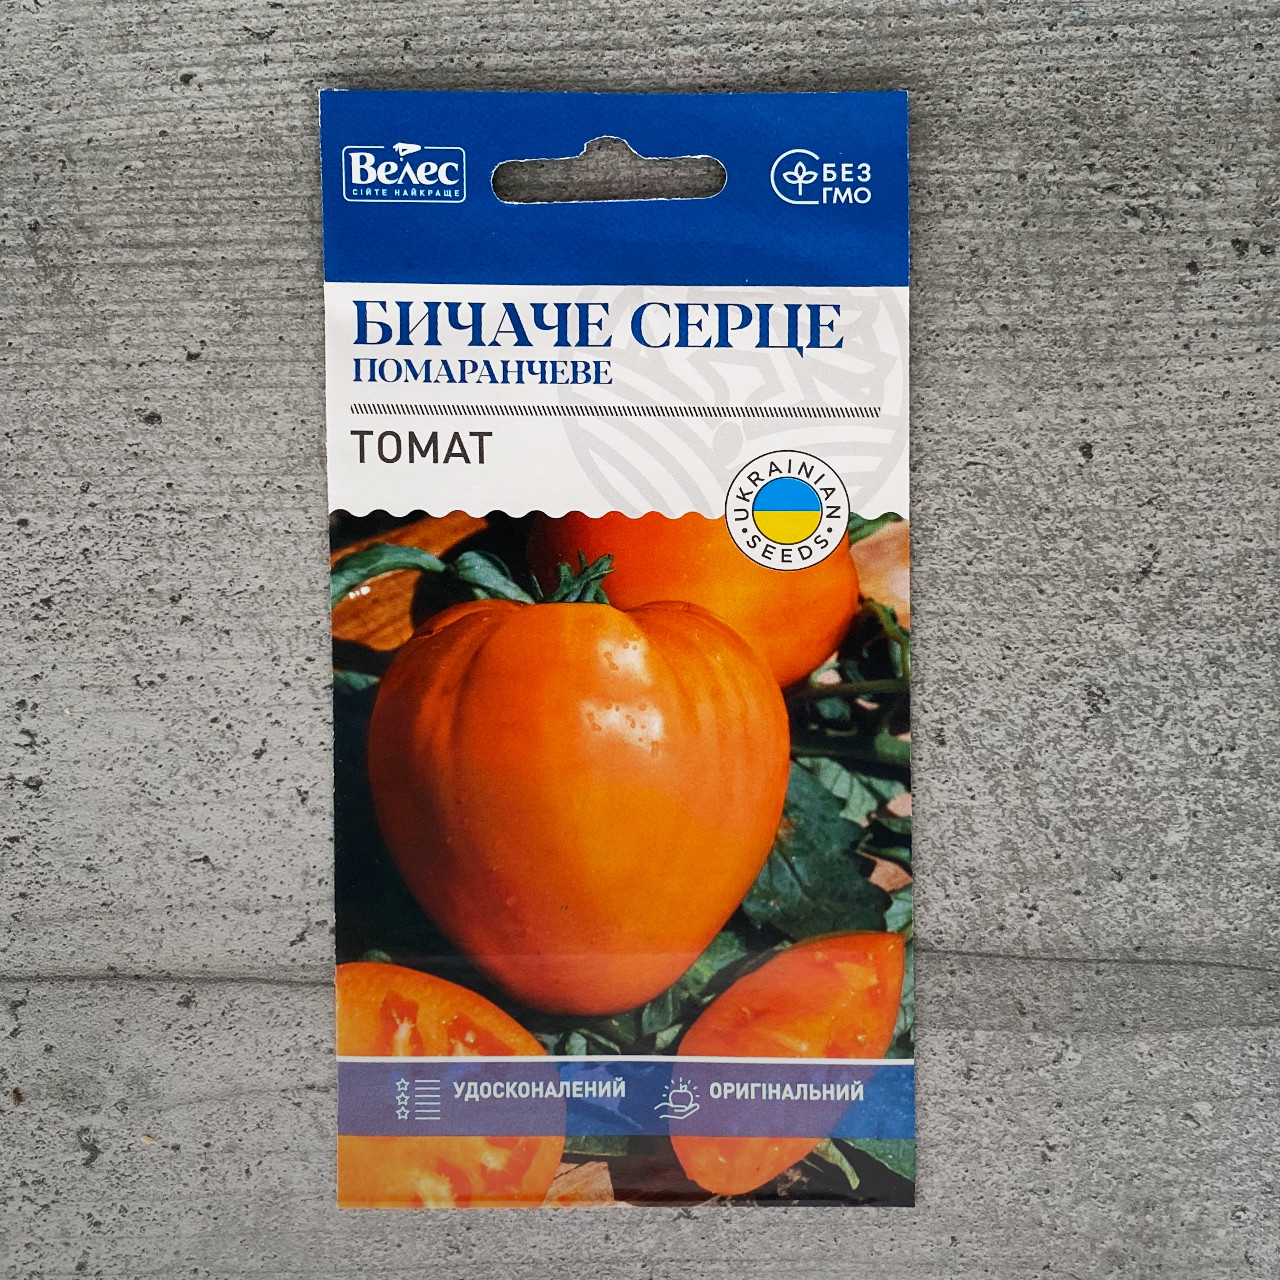 Велес
СІЙТЕ НАЙКРАЩЕ
БЕЗ
ГМО
БИЧАЧЕ СЕРЦЕ
ПОМАРАНЧЕВЕ
ТОМАТ
UKRAINIAN
SEEDS
УДОСКОНАЛЕНИЙ
ОРИГІНАЛЬНИЙ